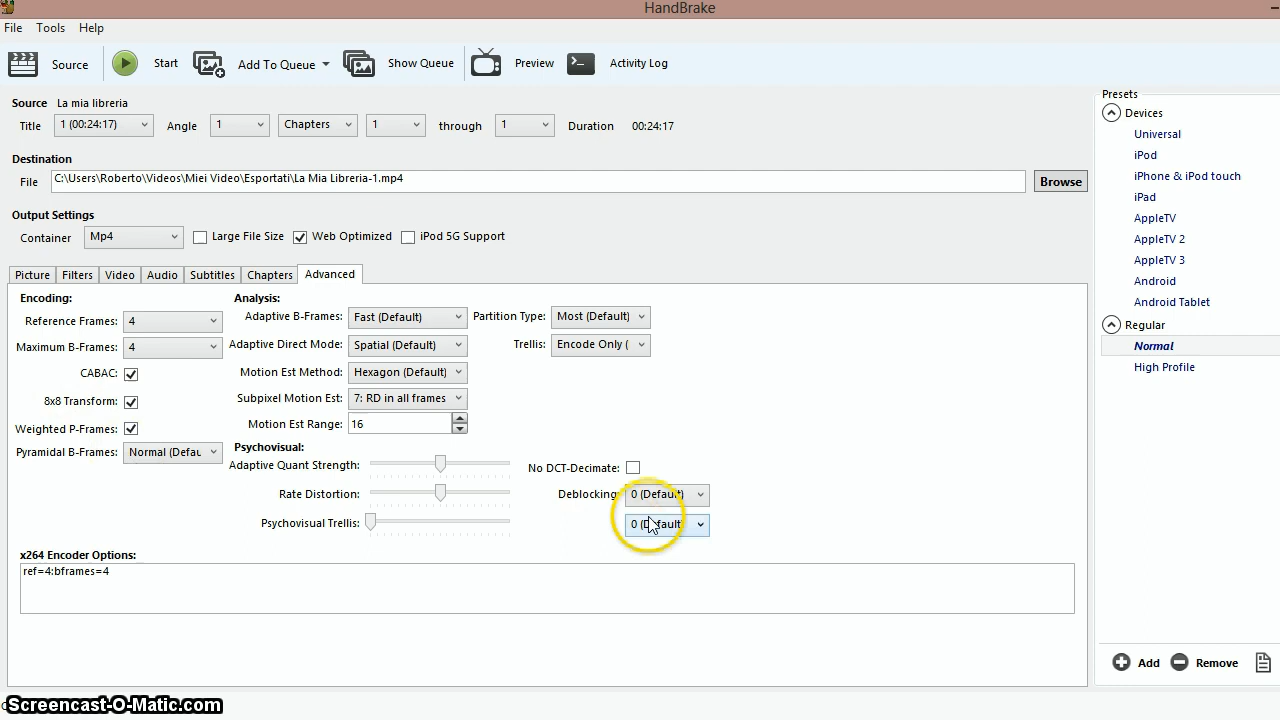 HandBrake
File Tools Help
Source Start Add To Queue Show Queue Preview Activity Log
Source La mia libreria
Title 1 (00:24:17) Angle 1 Chapters 1 through 1 Duration 00:24:17
Destination
File C:\Users\Roberto\Videos\Miei Video\Esportati\La Mia Libreria-1.mp4 Browse
Output Settings
Container Mp4 Large File Size Web Optimized iPod 5G Support
Picture Filters Video Audio Subtitles Chapters Advanced
Encoding:
Reference Frames: 4
Maximum B-Frames: 4
CABAC:
8x8 Transform:
Weighted P-Frames:
Pyramidal B-Frames: Normal (Defau
Analysis:
Adaptive B-Frames: Fast (Default) Partition Type: Most (Default)
Adaptive Direct Mode: Spatial (Default) Trellis: Encode Only (
Motion Est Method: Hexagon (Default)
Subpixel Motion Est: 7: RD in all frames
Motion Est Range: 16
Psychovisual:
Adaptive Quant Strength: No DCT-Decimate:
Rate Distortion: Deblocking: 0 (Default)
Psychovisual Trellis: 0 (Default)
x264 Encoder Options:
ref=4:bframes=4
Presets
Devices
Universal
iPod
iPhone & iPod touch
iPad
AppleTV
AppleTV 2
AppleTV 3
Android
Android Tablet
Regular
Normal
High Profile
Add Remove
Screencast-O-Matic.com